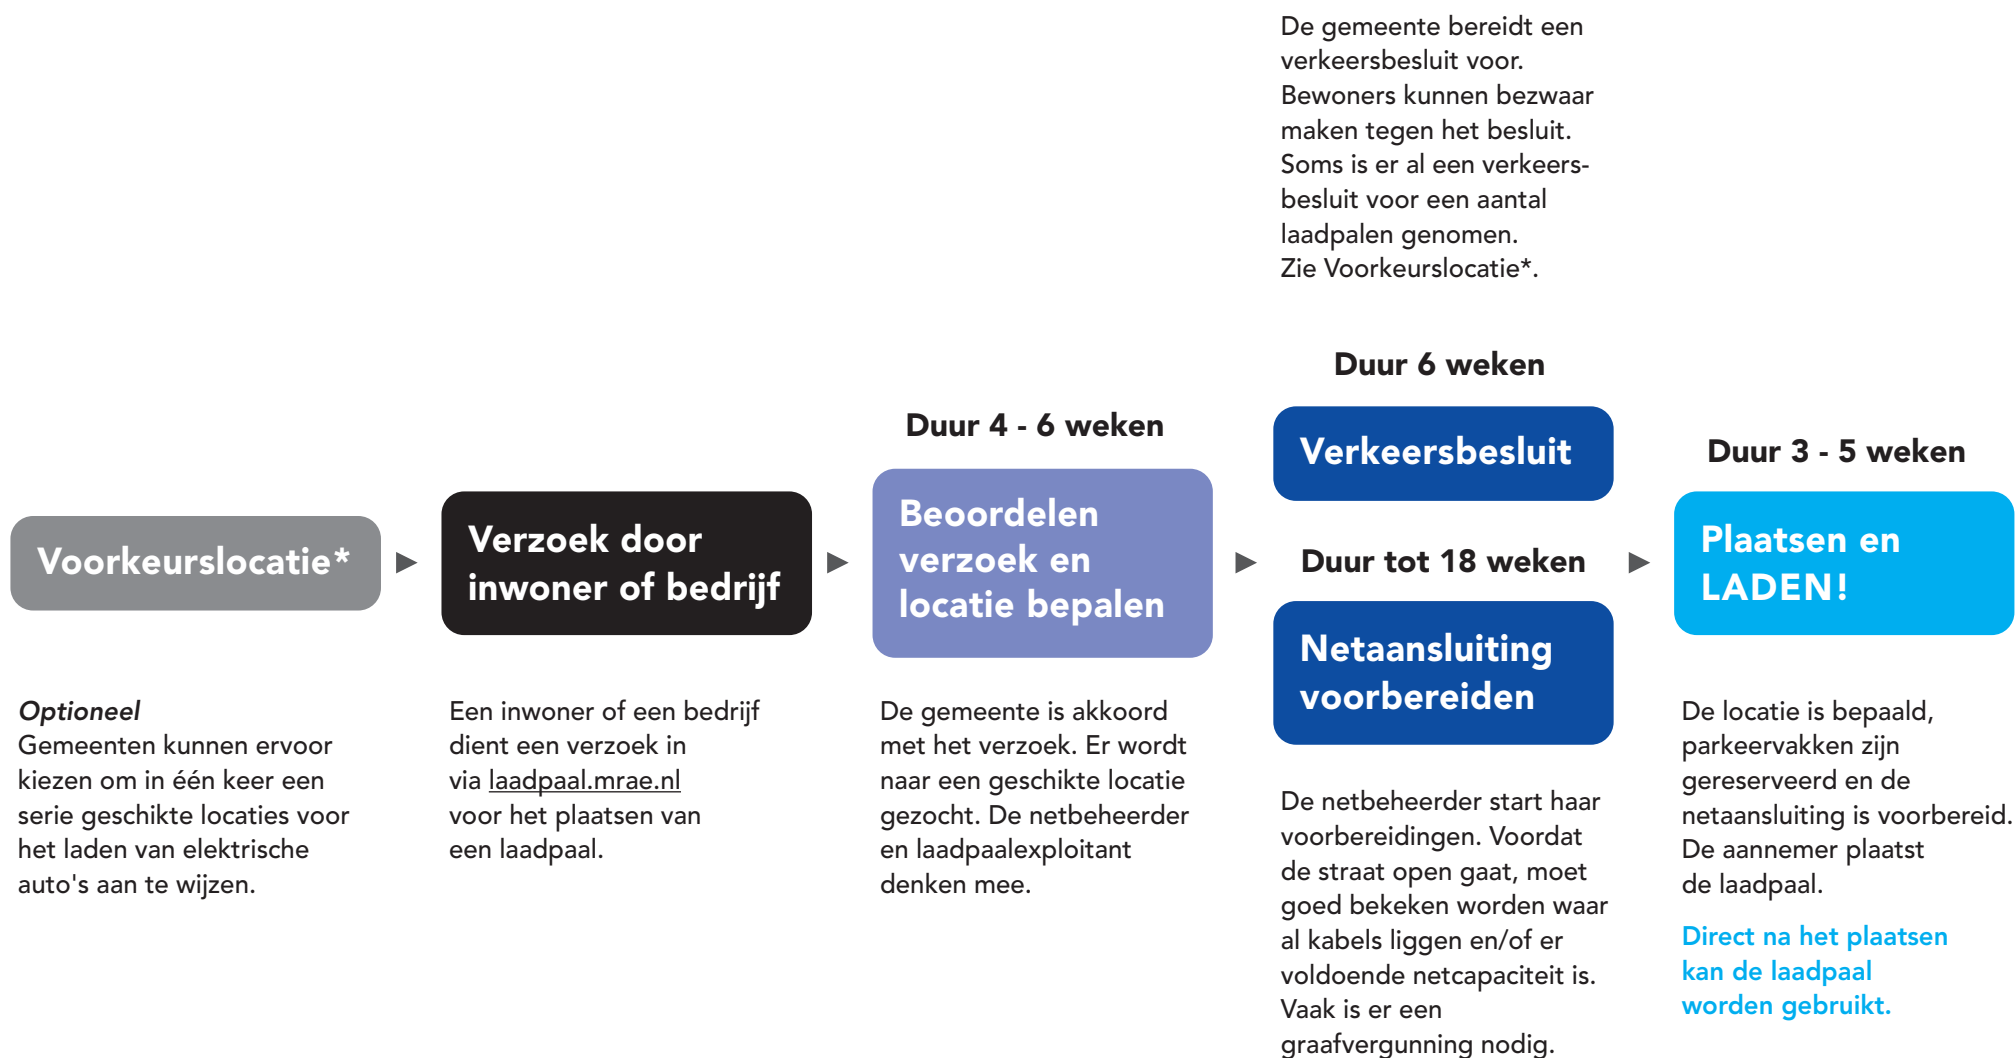 Voorkeurslocatie*
Optioneel
Gemeenten kunnen ervoor
kiezen om in één keer een
serie geschikte locaties voor
het laden van elektrische
auto's aan te wijzen.
Verzoek door
inwoner of bedrijf
Een inwoner of een bedrijf
dient een verzoek in
via laadpaal.mrae.nl
voor het plaatsen van
een laadpaal.
Duur 4 - 6 weken
Beoordelen
verzoek en
locatie bepalen
De gemeente is akkoord
met het verzoek. Er wordt
naar een geschikte locatie
gezocht. De netbeheerder
en laadpaalexploitant
denken mee.
De gemeente bereidt een
verkeersbesluit voor.
Bewoners kunnen bezwaar
maken tegen het besluit.
Soms is er al een verkeers-
besluit voor een aantal
laadpalen genomen.
Zie Voorkeurslocatie*.
Duur 6 weken
Verkeersbesluit
Duur tot 18 weken
Netaansluiting
voorbereiden
De netbeheerder start haar
voorbereidingen. Voordat
de straat open gaat, moet
goed bekeken worden waar
al kabels liggen en/of er
voldoende netcapaciteit is.
Vaak is er een
graafvergunning nodig.
Duur 3 - 5 weken
Plaatsen en
LADEN!
De locatie is bepaald,
parkeervakken zijn
gereserveerd en de
netaansluiting is voorbereid.
De aannemer plaatst
de laadpaal.
Direct na het plaatsen
kan de laadpaal
worden gebruikt.